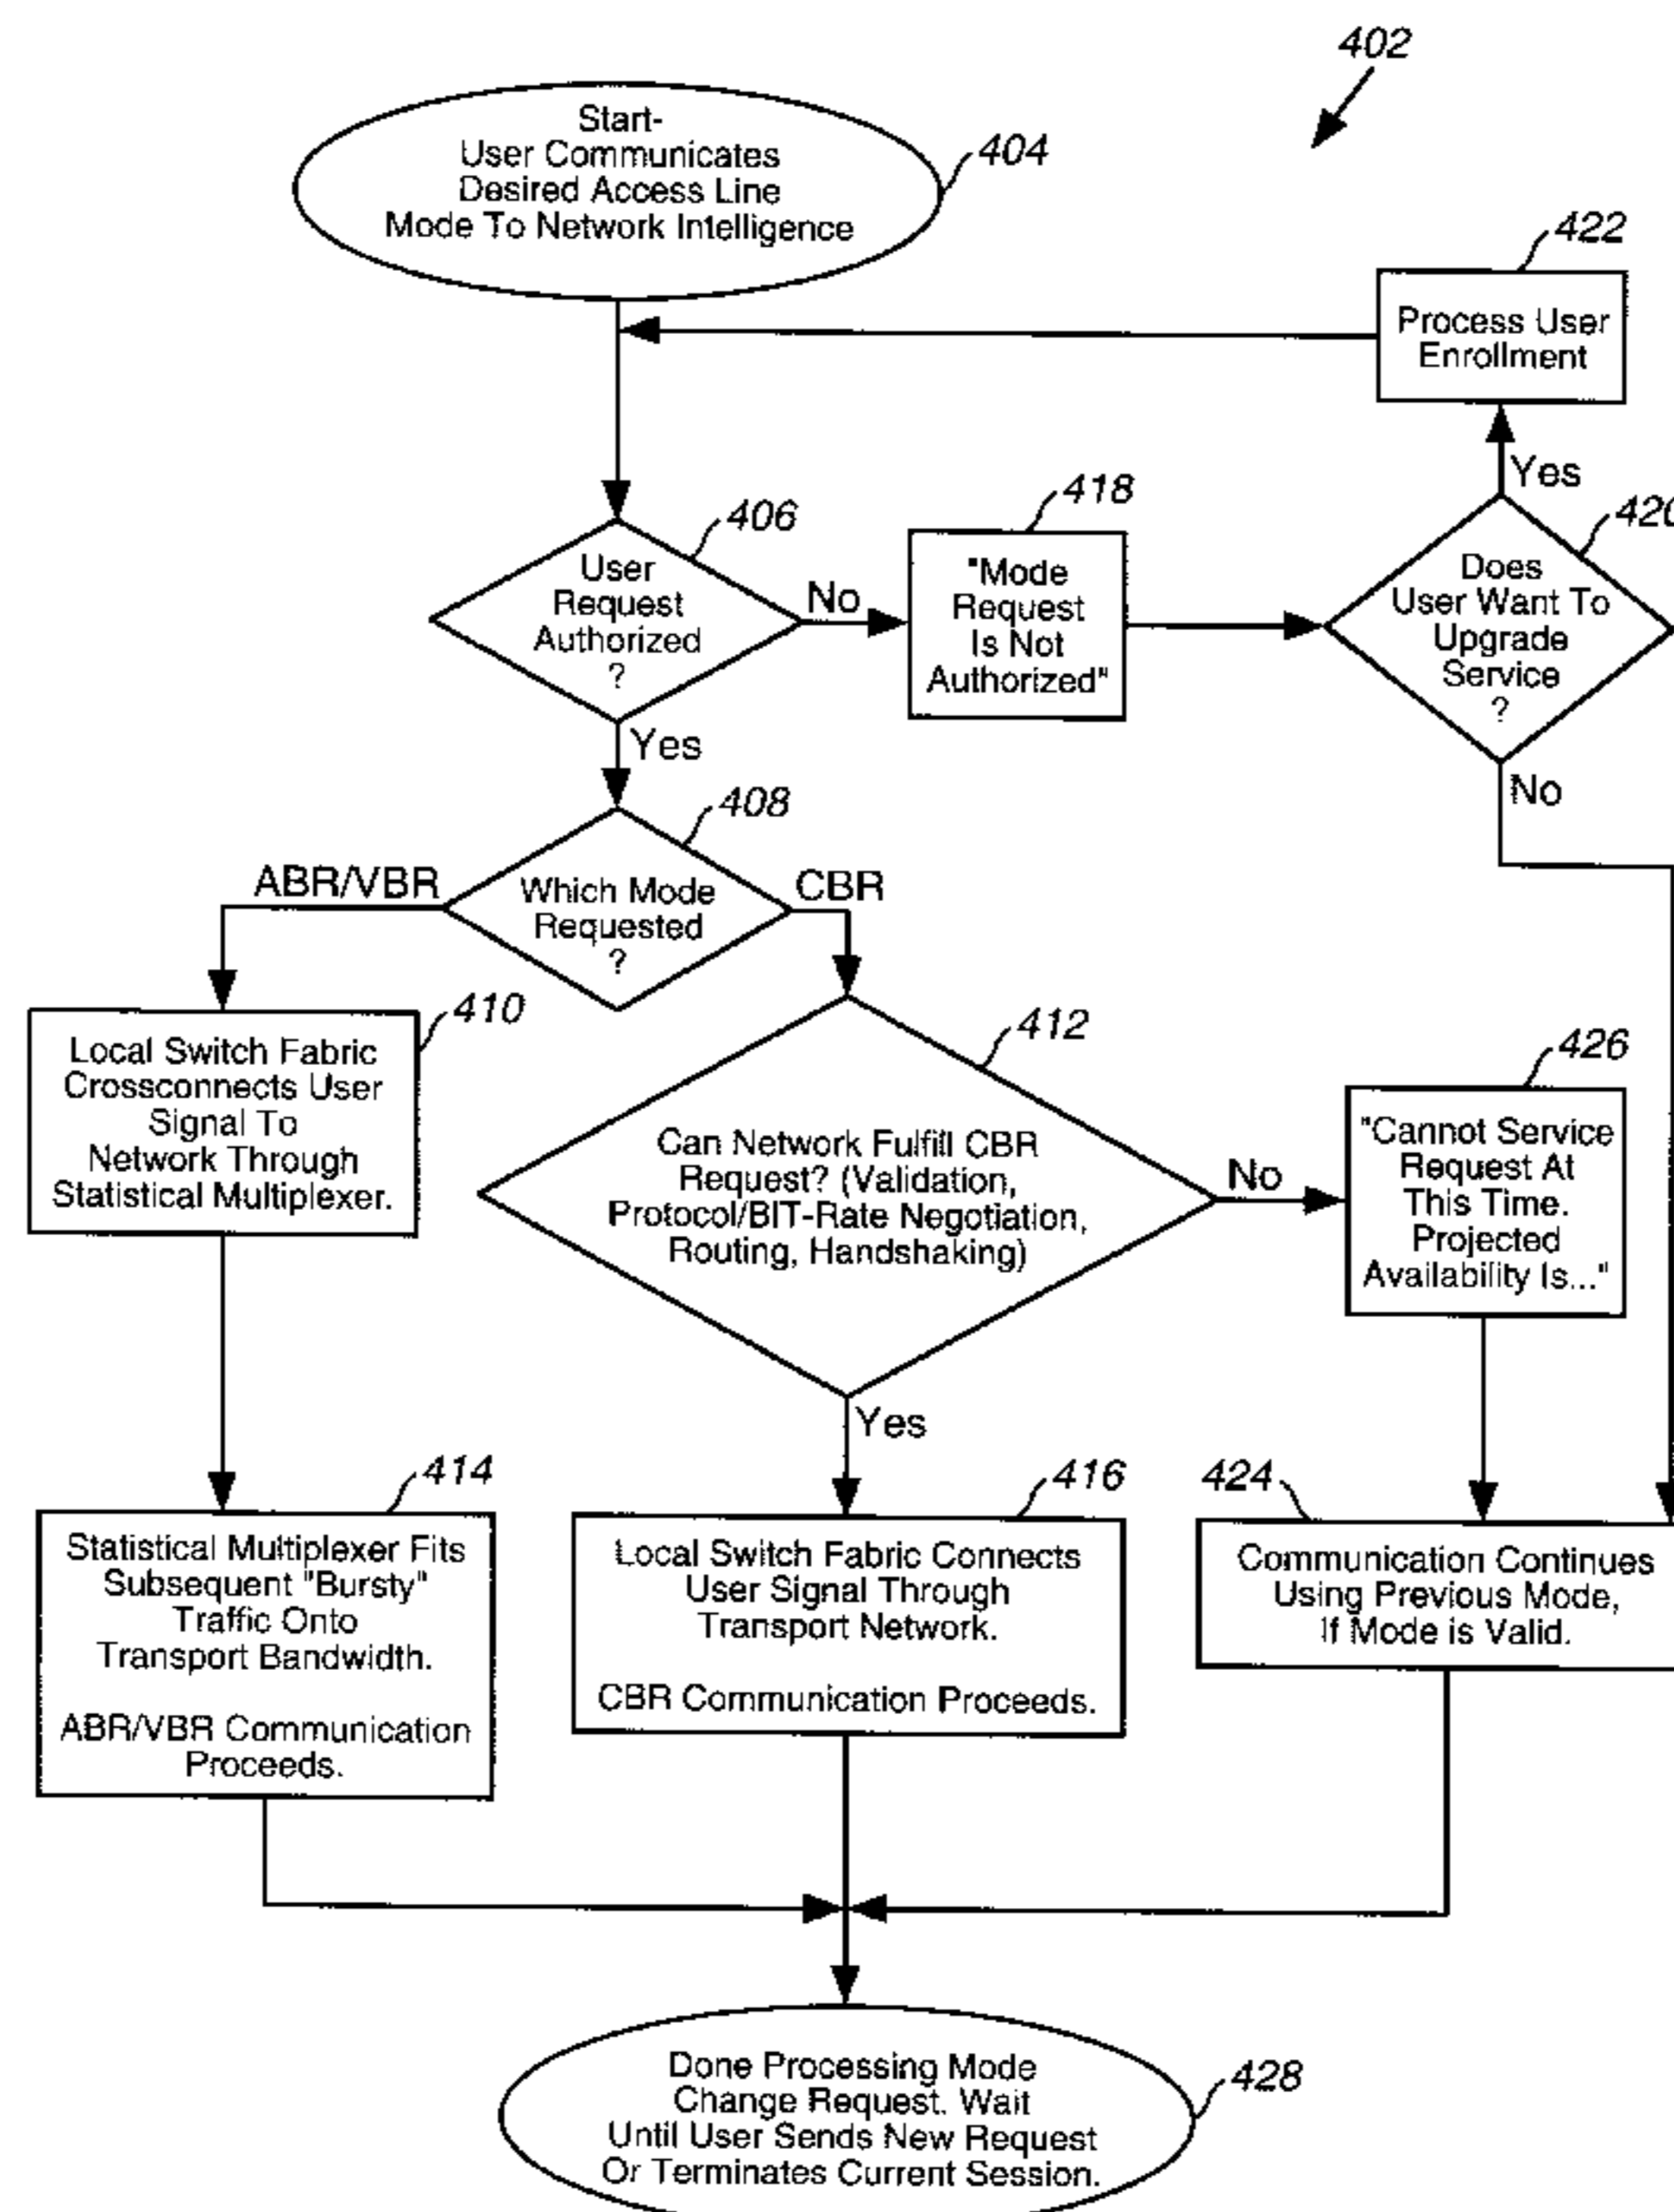 402
Start-
User Communicates
Desired Access Line
Mode To Network Intelligence
404
422
Process User
Enrollment
Yes
420
Does
User Want To
Upgrade
Service
?
No
418
"Mode
Request
Is Not
Authorized"
406
User
Request
Authorized
?
No
Yes
408
Which Mode
Requested
?
ABR/VBR
CBR
410
Local Switch Fabric
Crossconnects User
Signal To
Network Through
Statistical Multiplexer.
412
Can Network Fulfill CBR
Request? (Validation,
Protocol/BIT-Rate Negotiation,
Routing, Handshaking)
No
Yes
426
"Cannot Service
Request At
This Time.
Projected
Availability Is..."
414
Statistical Multiplexer Fits
Subsequent "Bursty"
Traffic Onto
Transport Bandwidth.
ABR/VBR Communication
Proceeds.
416
Local Switch Fabric Connects
User Signal Through
Transport Network.
CBR Communication Proceeds.
424
Communication Continues
Using Previous Mode,
If Mode is Valid.
Done Processing Mode
Change Request. Wait
Until User Sends New Request
Or Terminates Current Session.
428